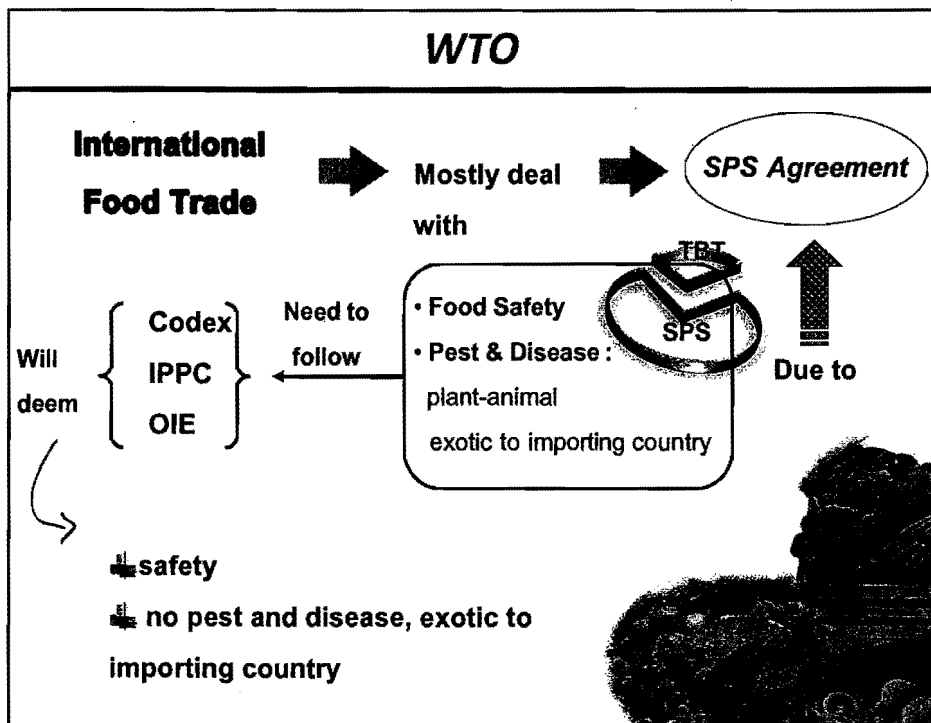 WTO
International
Food Trade
Mostly deal
with
SPS Agreement
TBT
SPS
Due to
• Food Safety
• Pest & Disease :
plant-animal
exotic to importing country
Need to
follow
Codex
IPPC
OIE
Will
deem
safety
no pest and disease, exotic to
importing country